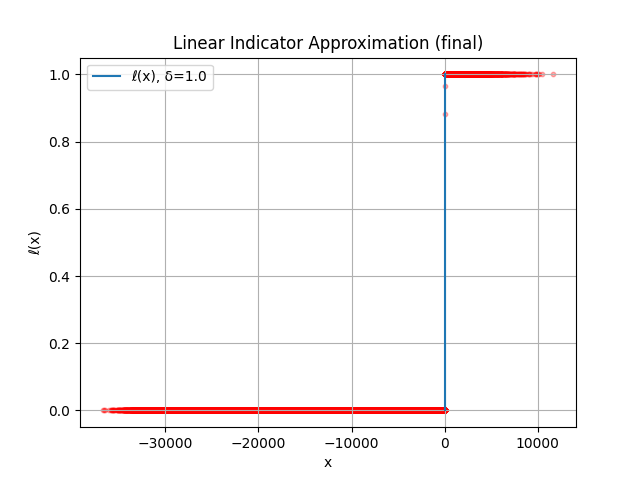 Linear Indicator Approximation (final)
ℓ(x), δ=1.0
1.0
0.8
0.6
0.4
0.2
0.0
ℓ(x)
−30000 −20000 −10000 0 10000
x